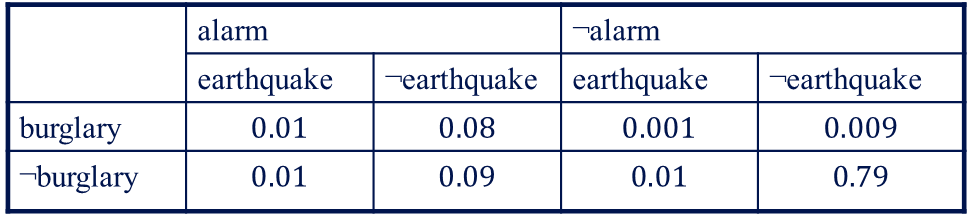 alarm ¬alarm
earthquake ¬earthquake earthquake ¬earthquake
burglary 0.01 0.08 0.001 0.009
¬burglary 0.01 0.09 0.01 0.79